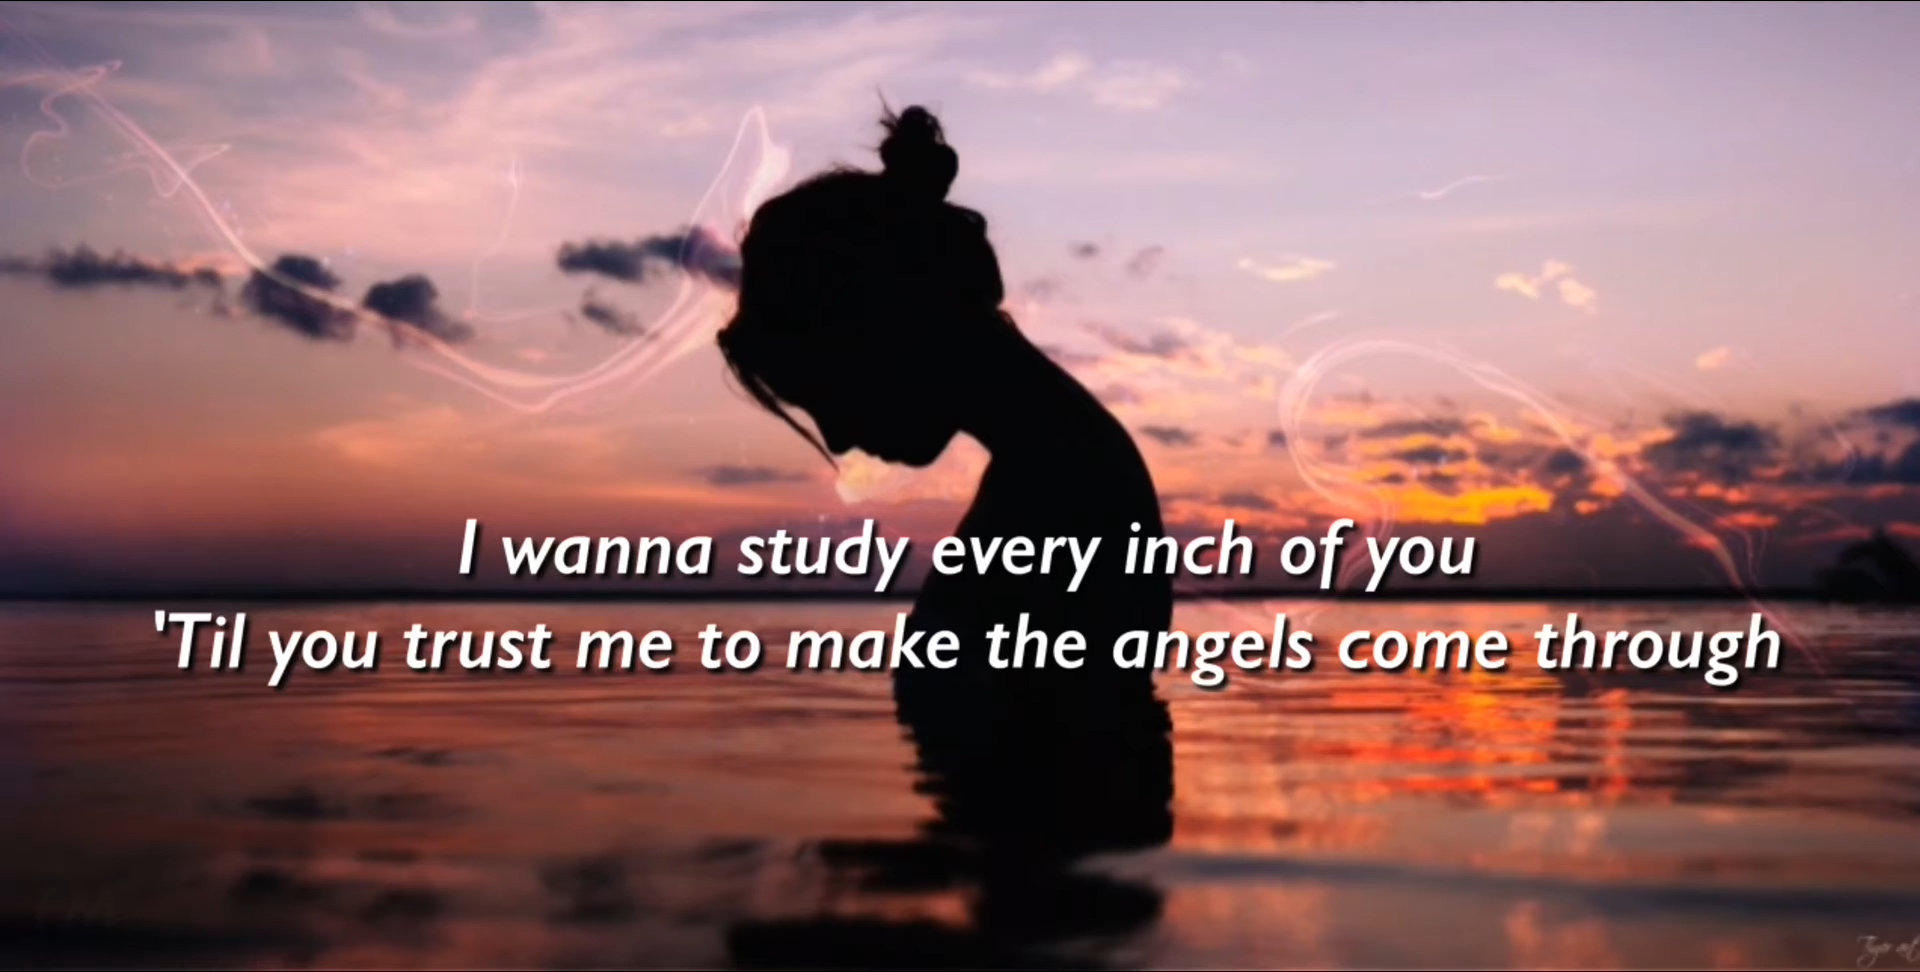 I wanna study every inch of you
'Til you trust me to make the angels come through